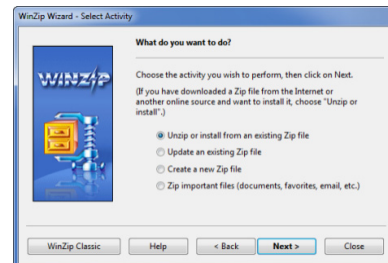 WinZip Wizard - Select Activity
What do you want to do?
WINZIP
Choose the activity you wish to perform, then click on Next.
(If you have downloaded a Zip file from the Internet or
another online source and want to install it, choose "Unzip or
install".)
Unzip or install from an existing Zip file
Update an existing Zip file
Create a new Zip file
Zip important files (documents, favorites, email, etc.)
WinZip Classic Help < Back Next > Close